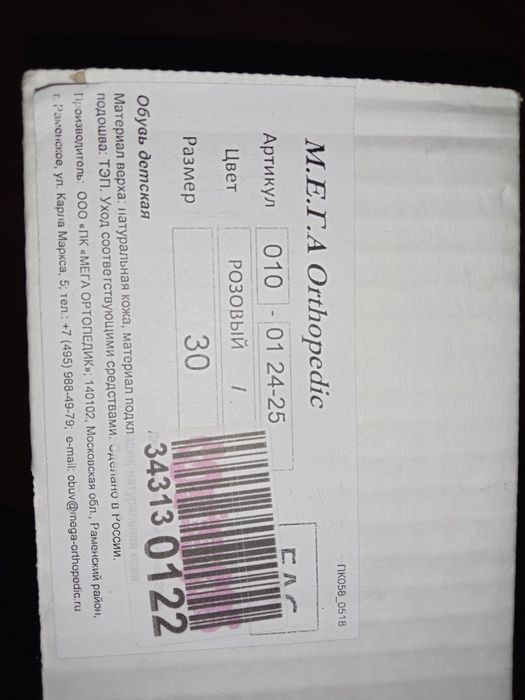 ПК058_0518
М.Е.Г.А Orthopedic
Артикул 010 - 01 24-25
Цвет РОЗОВЫЙ /
Размер 30
34313 0122
Обувь детская
Материал верха: натуральная кожа, материал подкл натуральная кожа,
подошва: ТЭП. Уход соответствующими средствами. Сделано в России.
Производитель: ООО «ПК «МЕГА ОРТОПЕДИК»; 140102, Московская обл., Раменский район,
г. Раменское, ул. Карла Маркса, 5; тел.: +7 (495) 988-49-79; e-mail: obuv@mega-orthopedic.ru